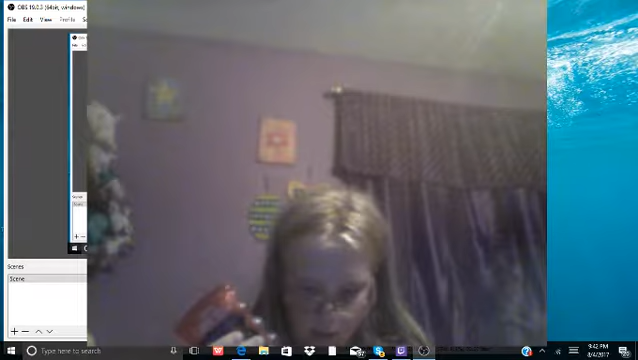 OBS 19.0.3 (64bit, windows)
File Edit View Profile
Scenes
Scene
Type here to search
9:42 PM
8/4/2017